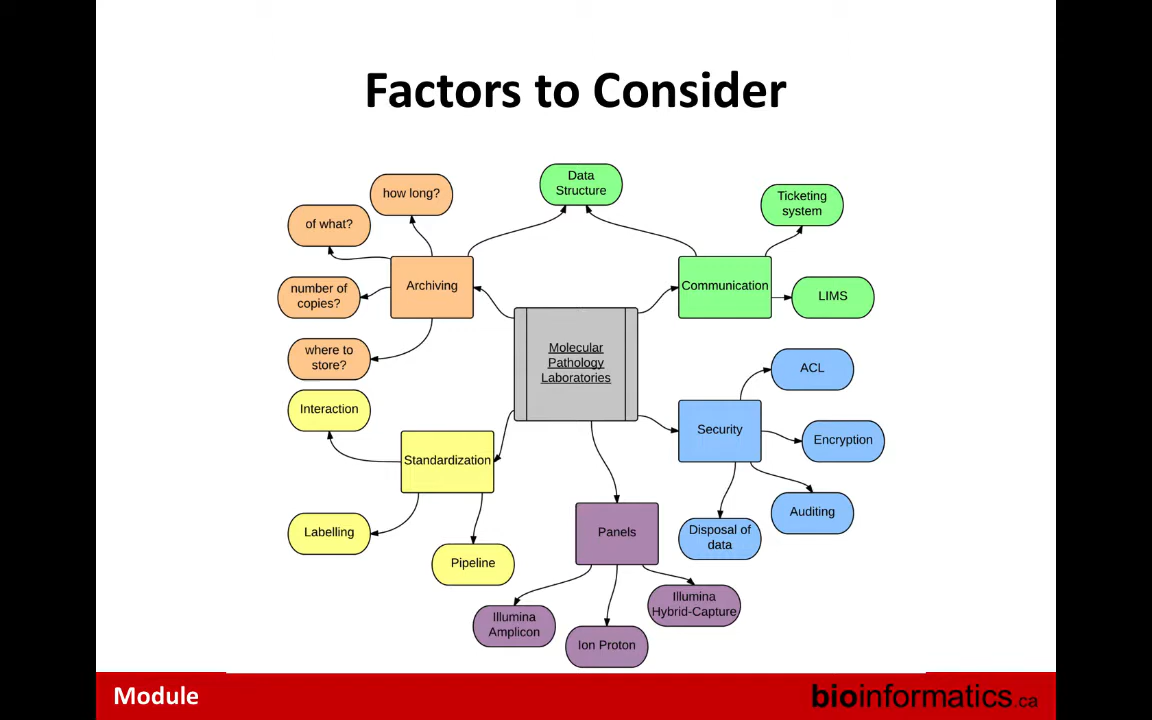 Factors to Consider
Data
Structure
how long?
Ticketing
system
of what?
Archiving
Communication
number of
copies?
LIMS
where to
store?
Molecular
Pathology
Laboratories
ACL
Interaction
Security
Encryption
Standardization
Auditing
Labelling
Panels
Disposal of
data
Pipeline
Illumina
Amplicon
Ion Proton
Illumina
Hybrid-Capture
Module
bioinformatics.ca